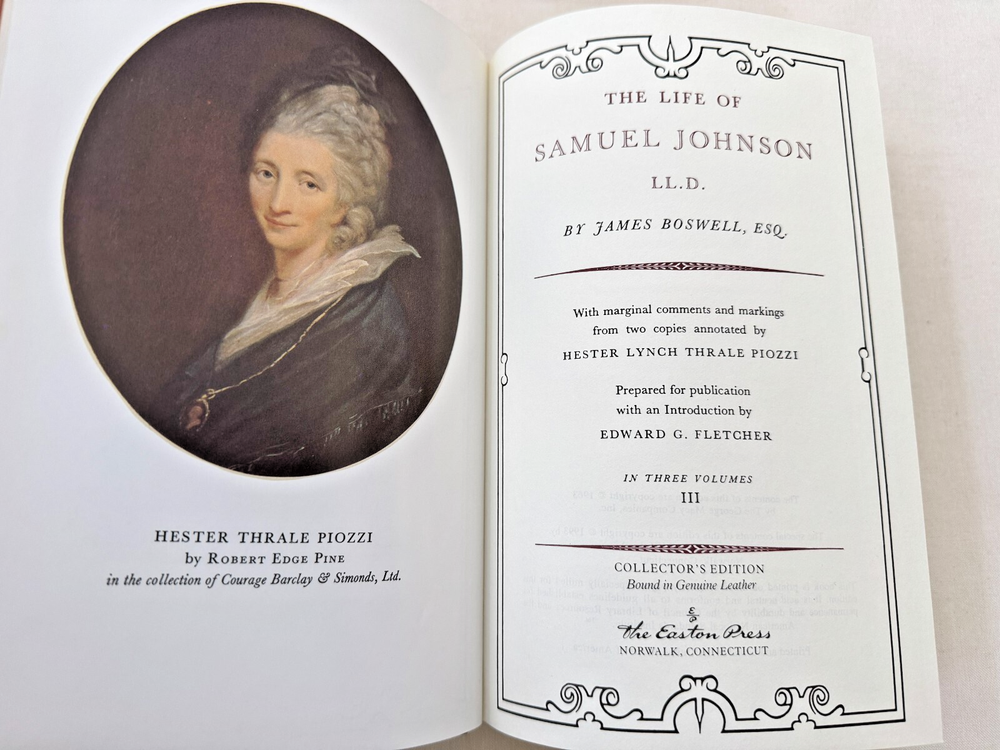 HESTER THRALE PIOZZI
by ROBERT EDGE PINE
in the collection of Courage Barclay & Simonds, Ltd.
THE LIFE OF
SAMUEL JOHNSON
LL.D.
BY JAMES BOSWELL, ESQ.
With marginal comments and markings
from two copies annotated by
HESTER LYNCH THRALE PIOZZI
Prepared for publication
with an Introduction by
EDWARD G. FLETCHER
IN THREE VOLUMES
III
COLLECTOR'S EDITION
Bound in Genuine Leather
The Easton Press
NORWALK, CONNECTICUT